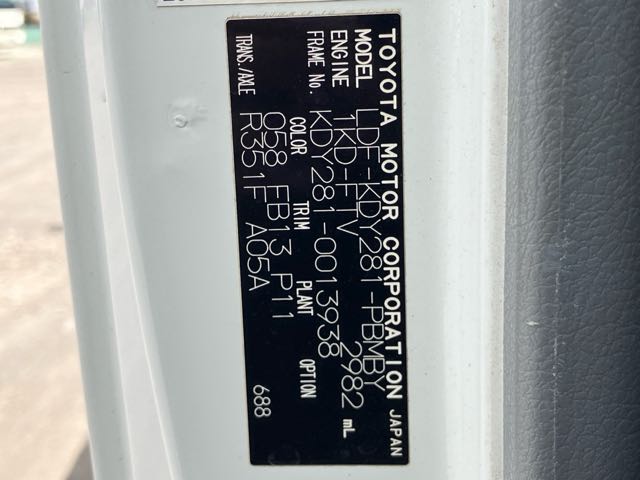 TOYOTA MOTOR CORPORATION JAPAN
MODEL LDF-KDY281-PBMBY
ENGINE 1KD-FTV 2982 mL
FRAME No. KDY281-0013938
COLOR TRIM PLANT OPTION
058 FB13 P11
TRANS./AXLE R351F A05A
688